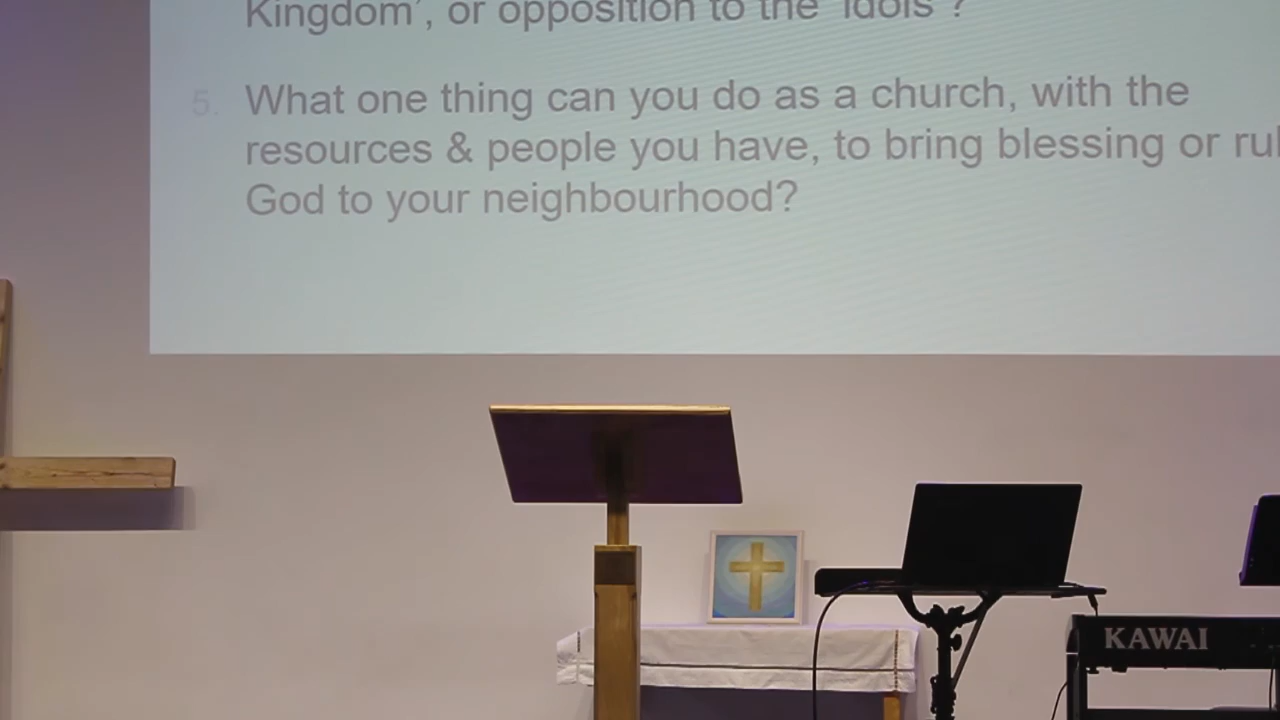 Kingdom', or opposition to the 'idols'?
5. What one thing can you do as a church, with the
resources & people you have, to bring blessing or
God to your neighbourhood?
KAWAI